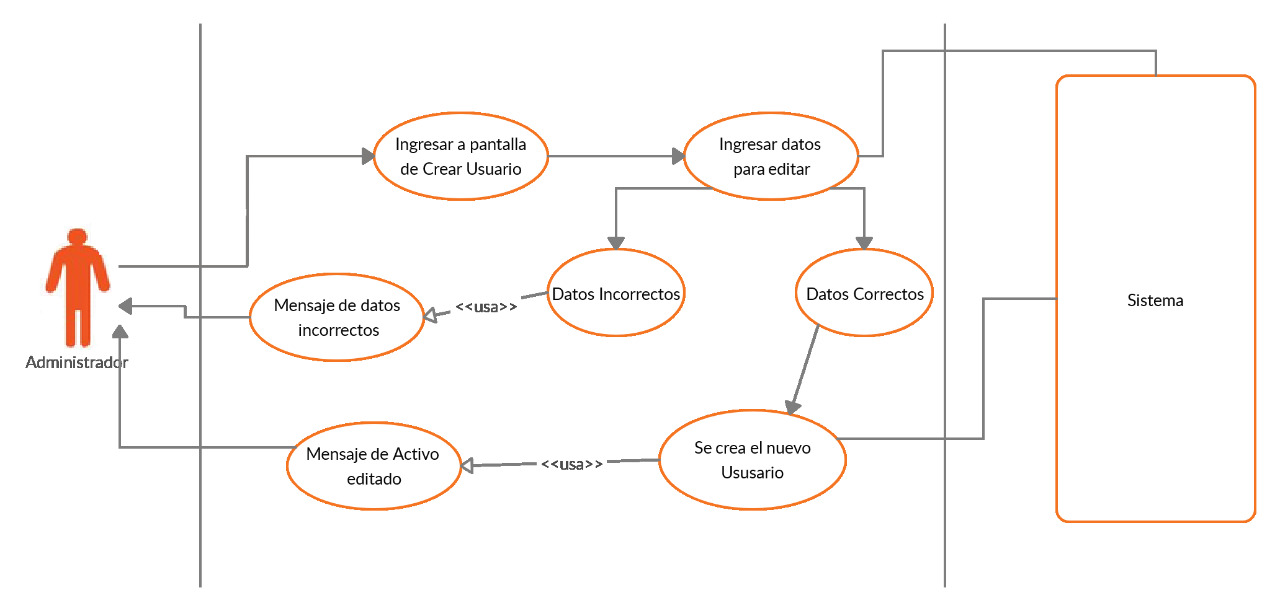 Ingresar a pantalla
de Crear Usuario
Ingresar datos
para editar
Administrador
Mensaje de datos
incorrectos
<<usa>>
Datos Incorrectos
Datos Correctos
Sistema
Mensaje de Activo
editado
<<usa>>
Se crea el nuevo
Ususario